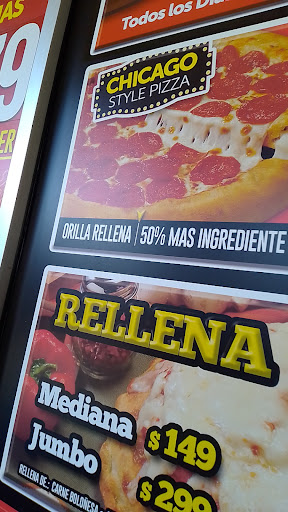 Todos los
9
CHICAGO
STYLE PIZZA
ORILLA RELLENA | 50% MAS INGREDIENTE
RELLENA
Mediana $149
Jumbo $299
RELLENA DE: CARNE BOLOÑESA